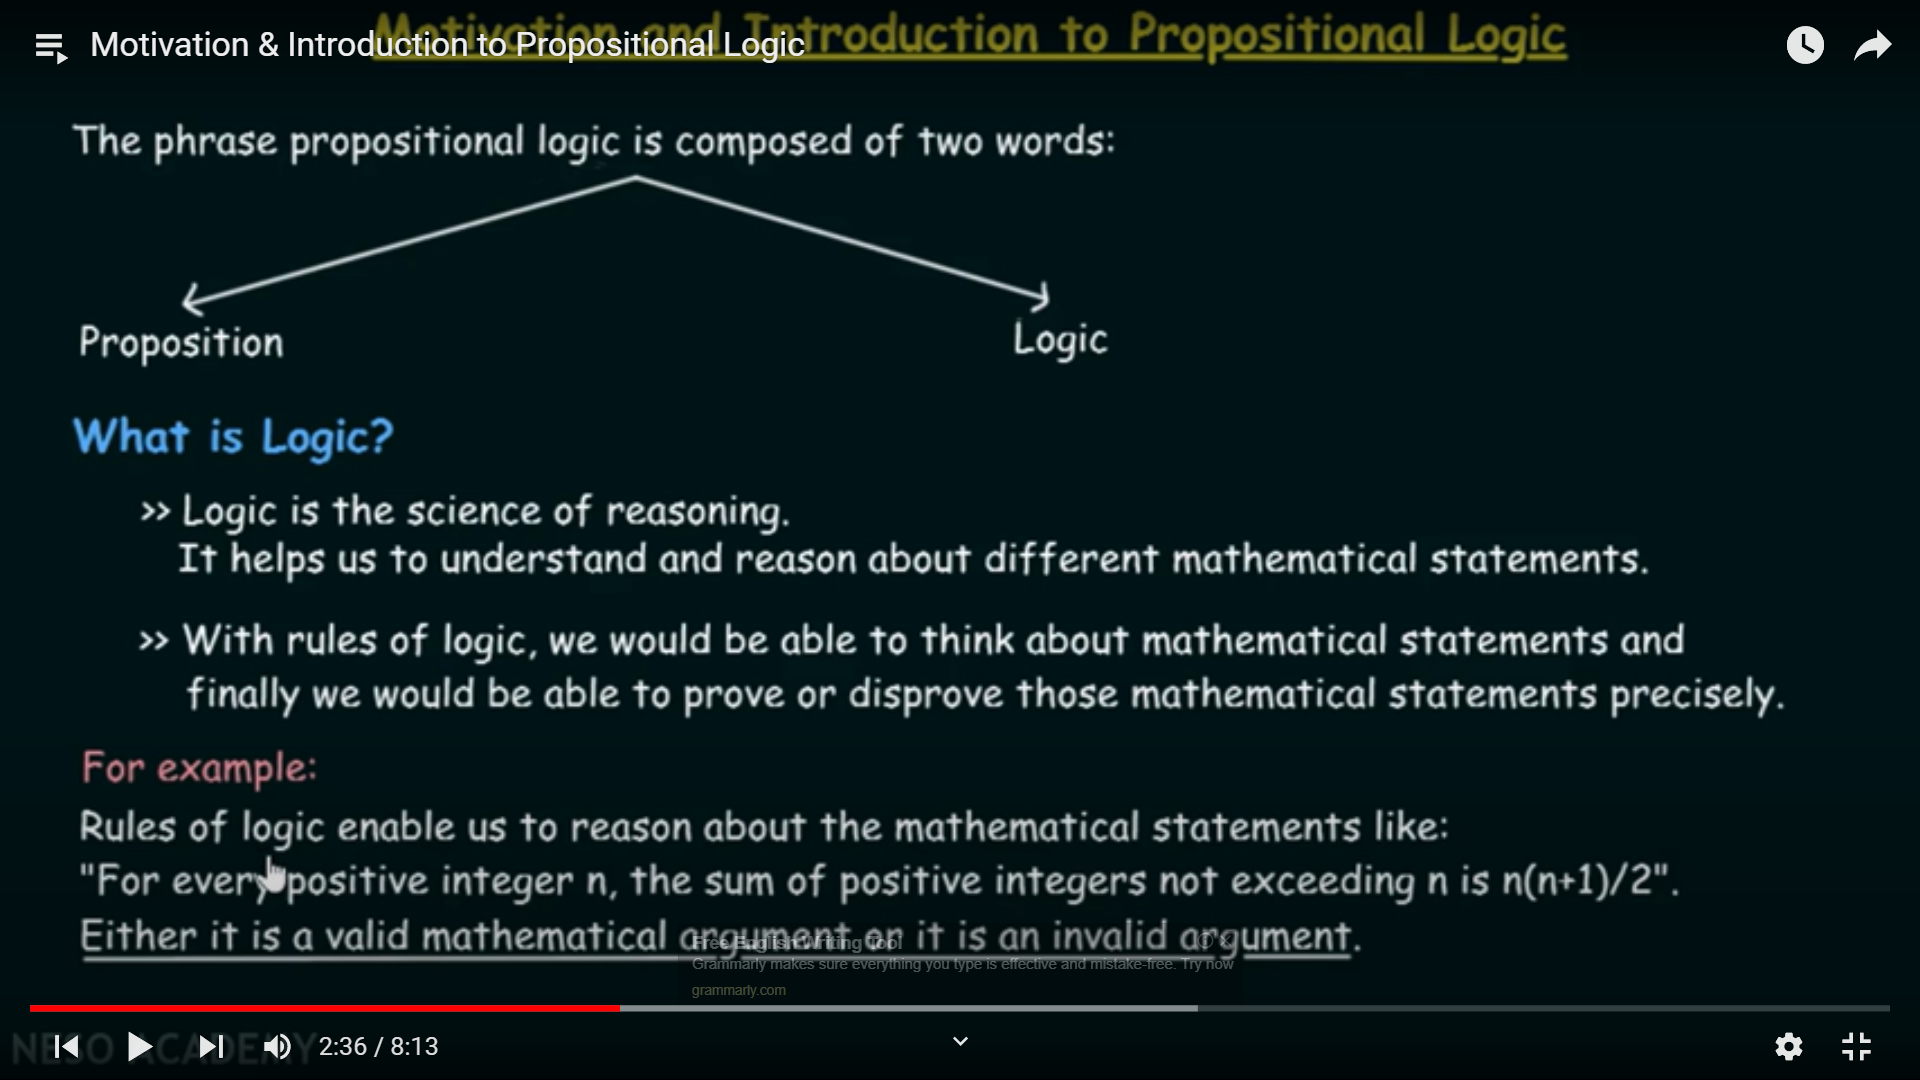 Motivation and Introduction to Propositional Logic
Motivation & Introduction to Propositional Logic
The phrase propositional logic is composed of two words:
Proposition
Logic
What is Logic?
>> Logic is the science of reasoning.
It helps us to understand and reason about different mathematical statements.
>> With rules of logic, we would be able to think about mathematical statements and
finally we would be able to prove or disprove those mathematical statements precisely.
For example:
Rules of logic enable us to reason about the mathematical statements like:
"For every positive integer n, the sum of positive integers not exceeding n is n(n+1)/2".
Either it is a valid mathematical argument or it is an invalid argument.
Free English Writing Tool
Grammarly makes sure everything you type is effective and mistake-free. Try now
grammarly.com
NESO ACADEMY
2:36 / 8:13